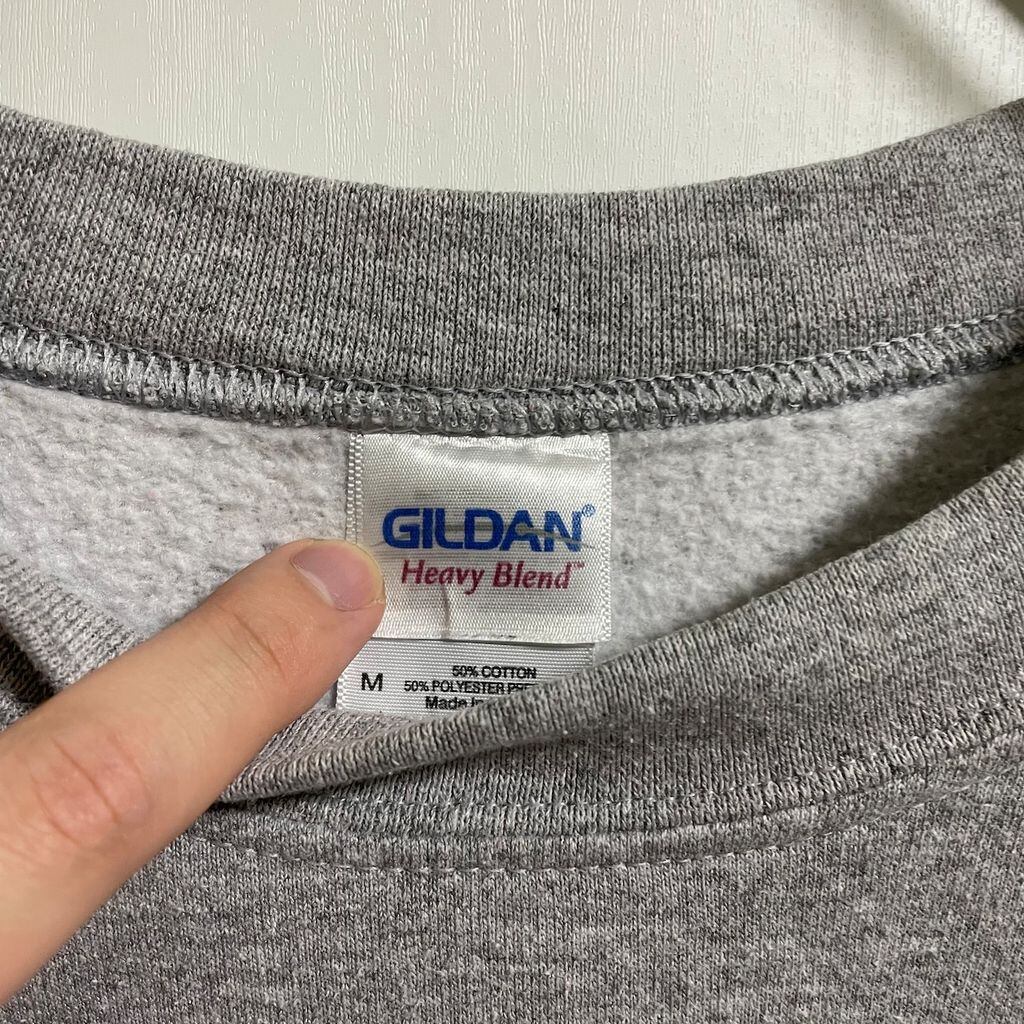 GILDAN®
Heavy Blend™
M
50% COTTON
50% POLYESTER
Made